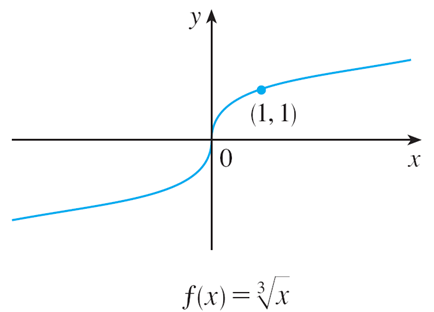 y
(1, 1)
0
x
f(x) = ∛x